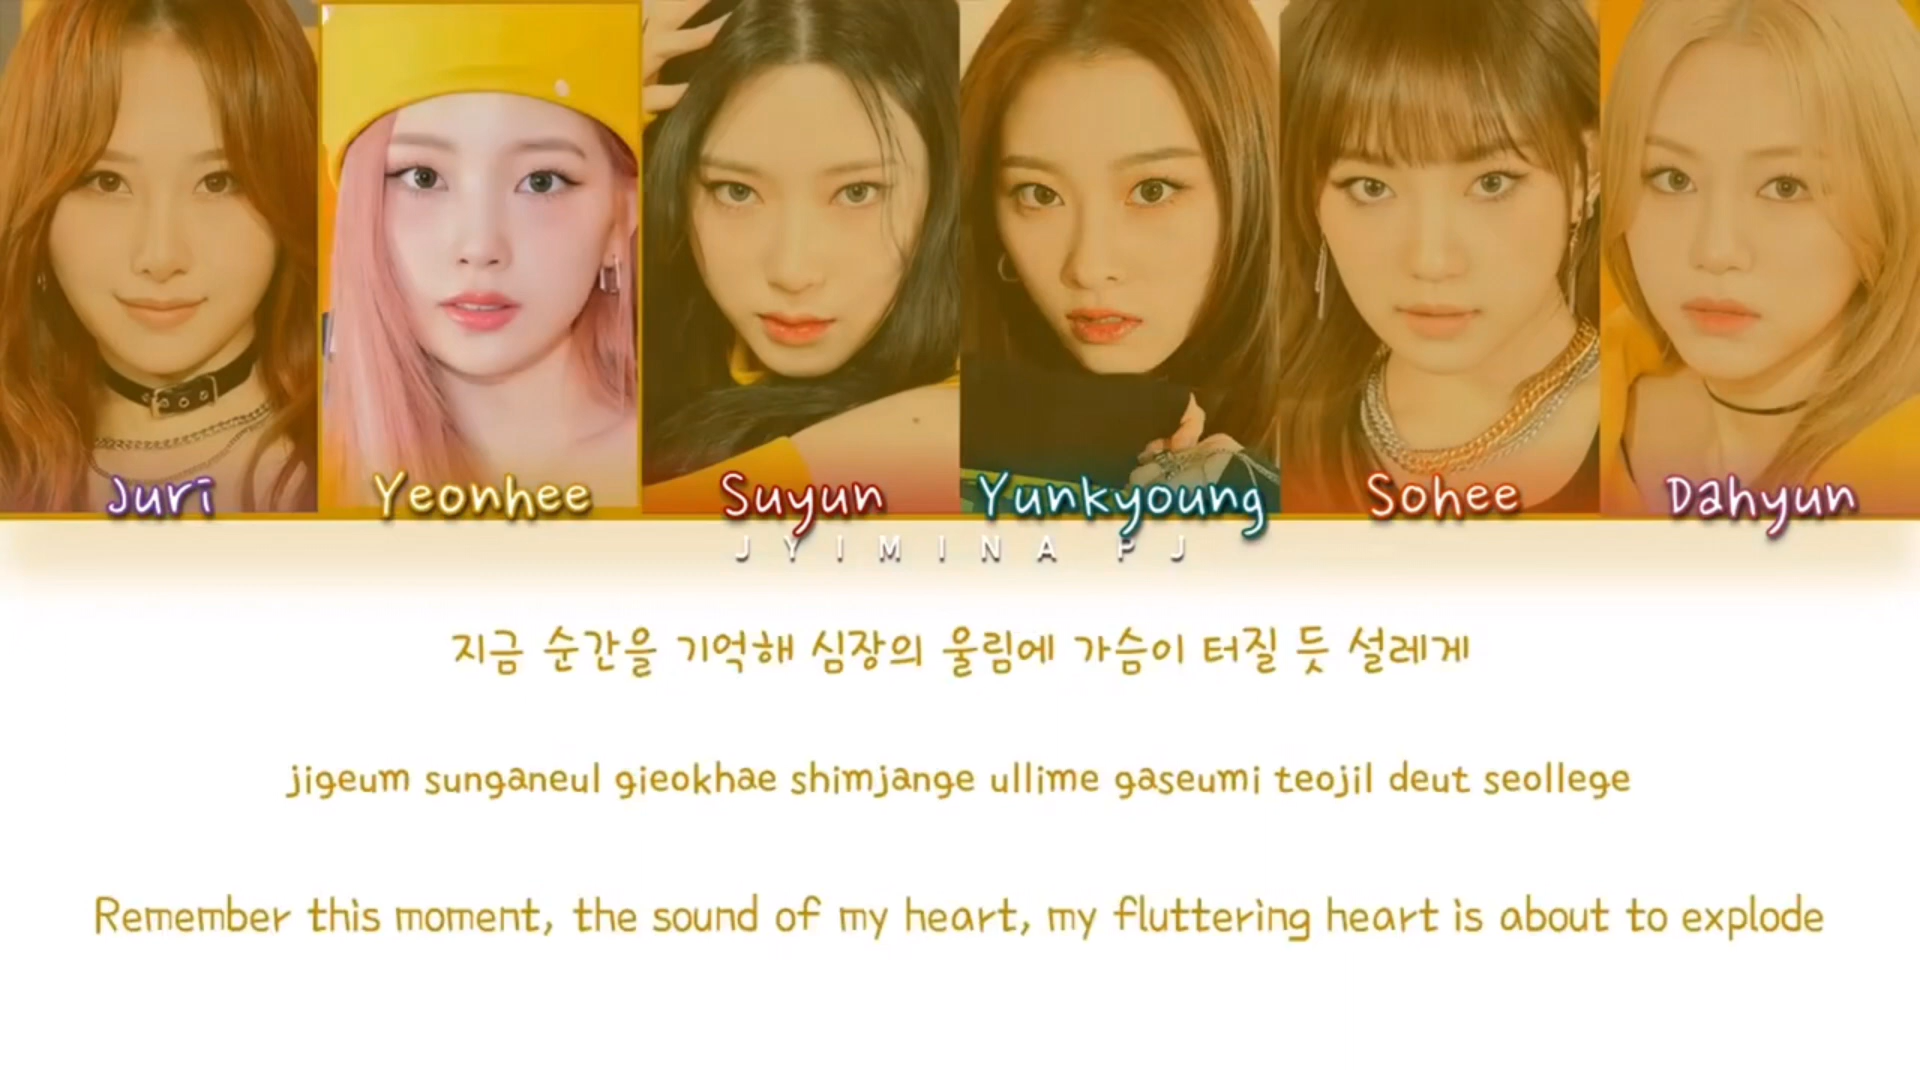 Juri Yeonhee Suyun Yunkyoung Sohee Dahyun
JYIMINA PJ
지금 순간을 기억해 심장의 울림에 가슴이 터질 듯 설레게
jigeum sunganeul gieokhae shimjange ullime gaseumi teojil deut seollege
Remember this moment, the sound of my heart, my fluttering heart is about to explode